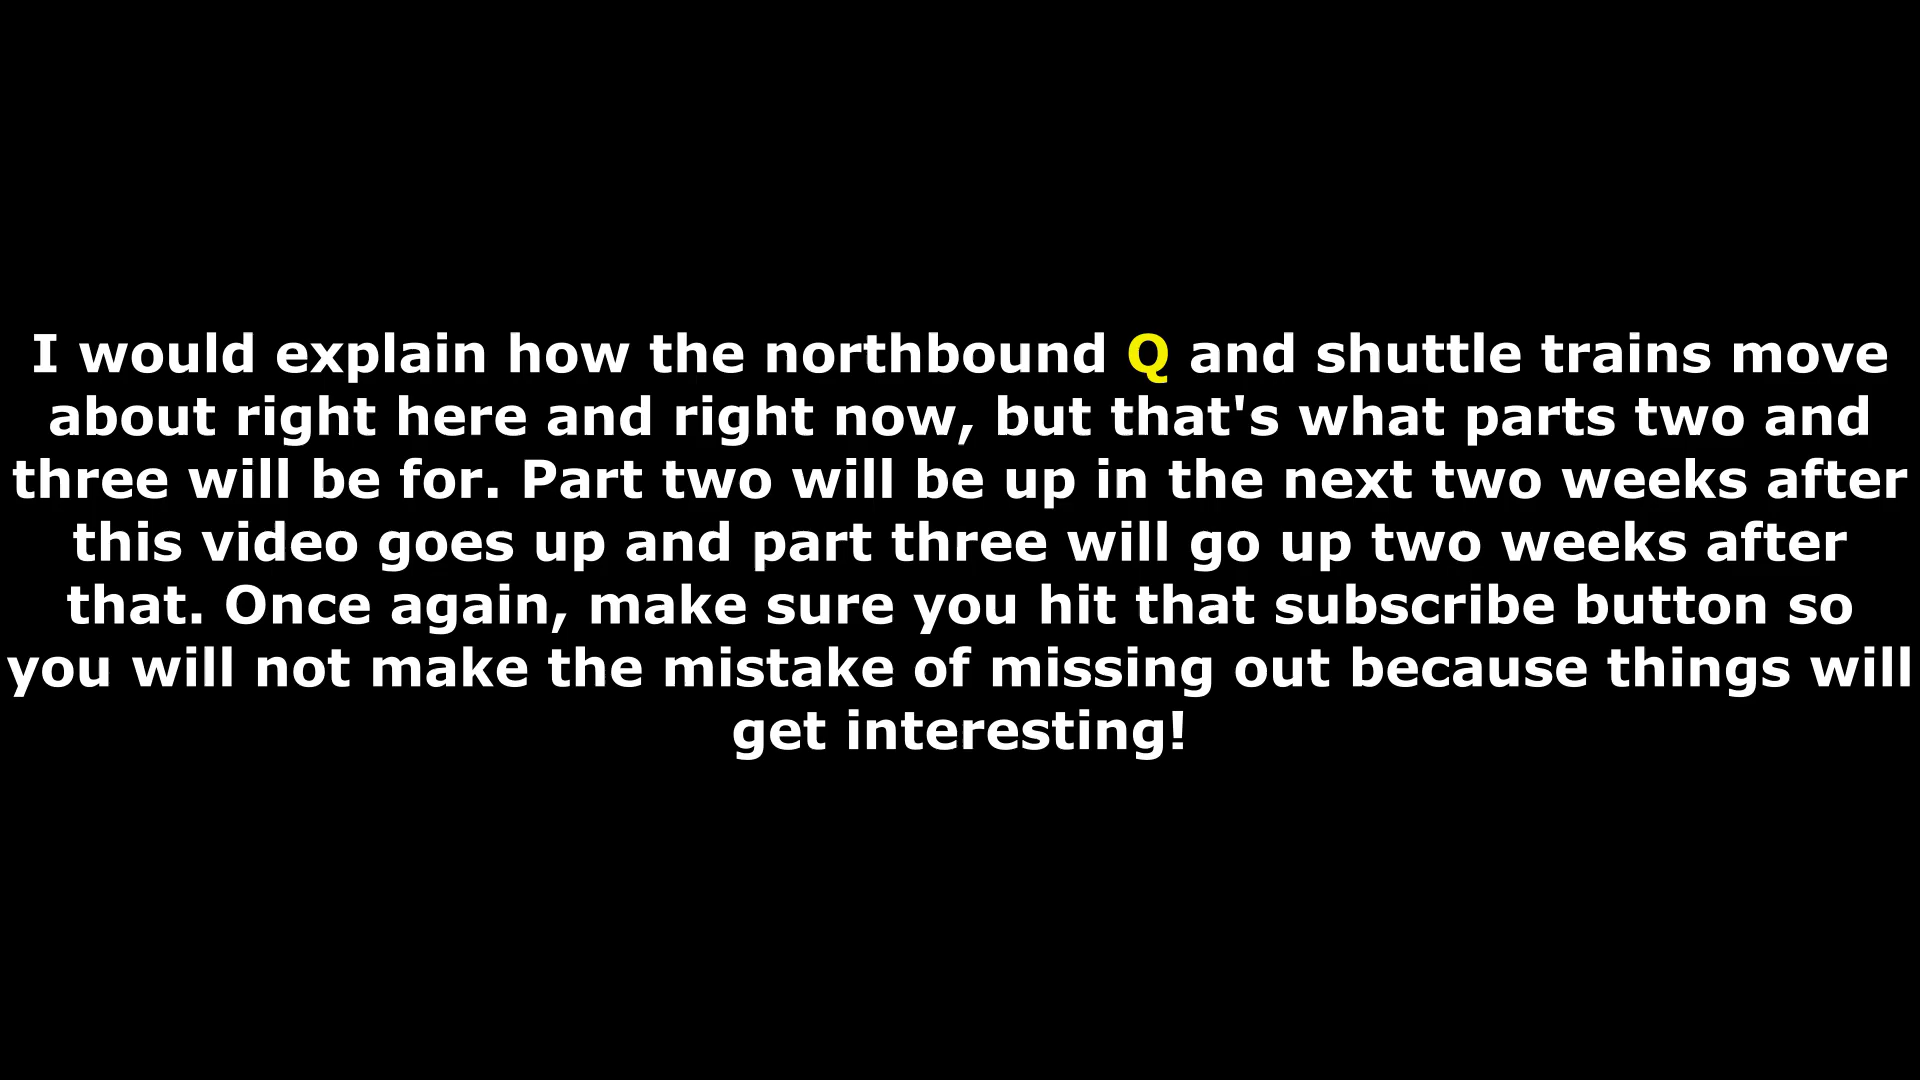 I would explain how the northbound Q and shuttle trains move
about right here and right now, but that's what parts two and
three will be for. Part two will be up in the next two weeks after
this video goes up and part three will go up two weeks after
that. Once again, make sure you hit that subscribe button so
you will not make the mistake of missing out because things will
get interesting!